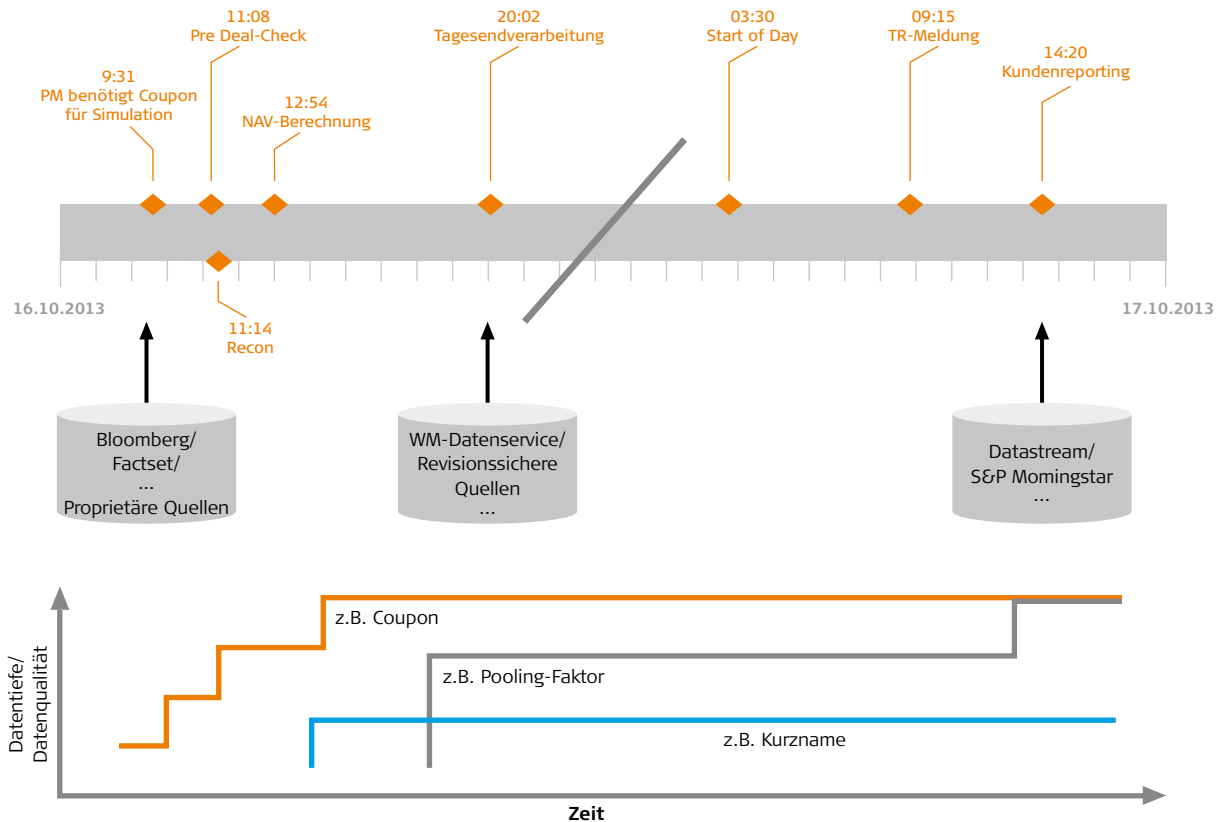 11:08
Pre Deal-Check
20:02
Tagesendverarbeitung
03:30
Start of Day
09:15
TR-Meldung
14:20
Kundenreporting
9:31
PM benötigt Coupon
für Simulation
12:54
NAV-Berechnung
16.10.2013
17.10.2013
11:14
Recon
Bloomberg/
Factset/
...
Proprietäre Quellen
WM-Datenservice/
Revisionssichere
Quellen
...
Datastream/
S&P Momingstar
...
Datentiefe/
Datenqualität
z.B. Coupon
z.B. Pooling-Faktor
z.B. Kurzname
Zeit